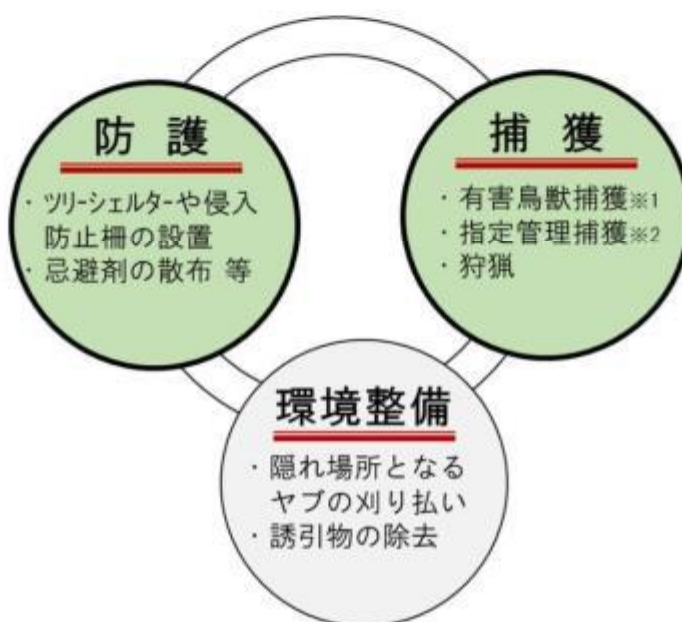 防 護
・ツリーシェルターや侵入
防止柵の設置
・忌避剤の散布 等
捕 獲
・有害鳥獣捕獲※1
・指定管理捕獲※2
・狩猟
環境整備
・隠れ場所となる
ヤブの刈り払い
・誘引物の除去